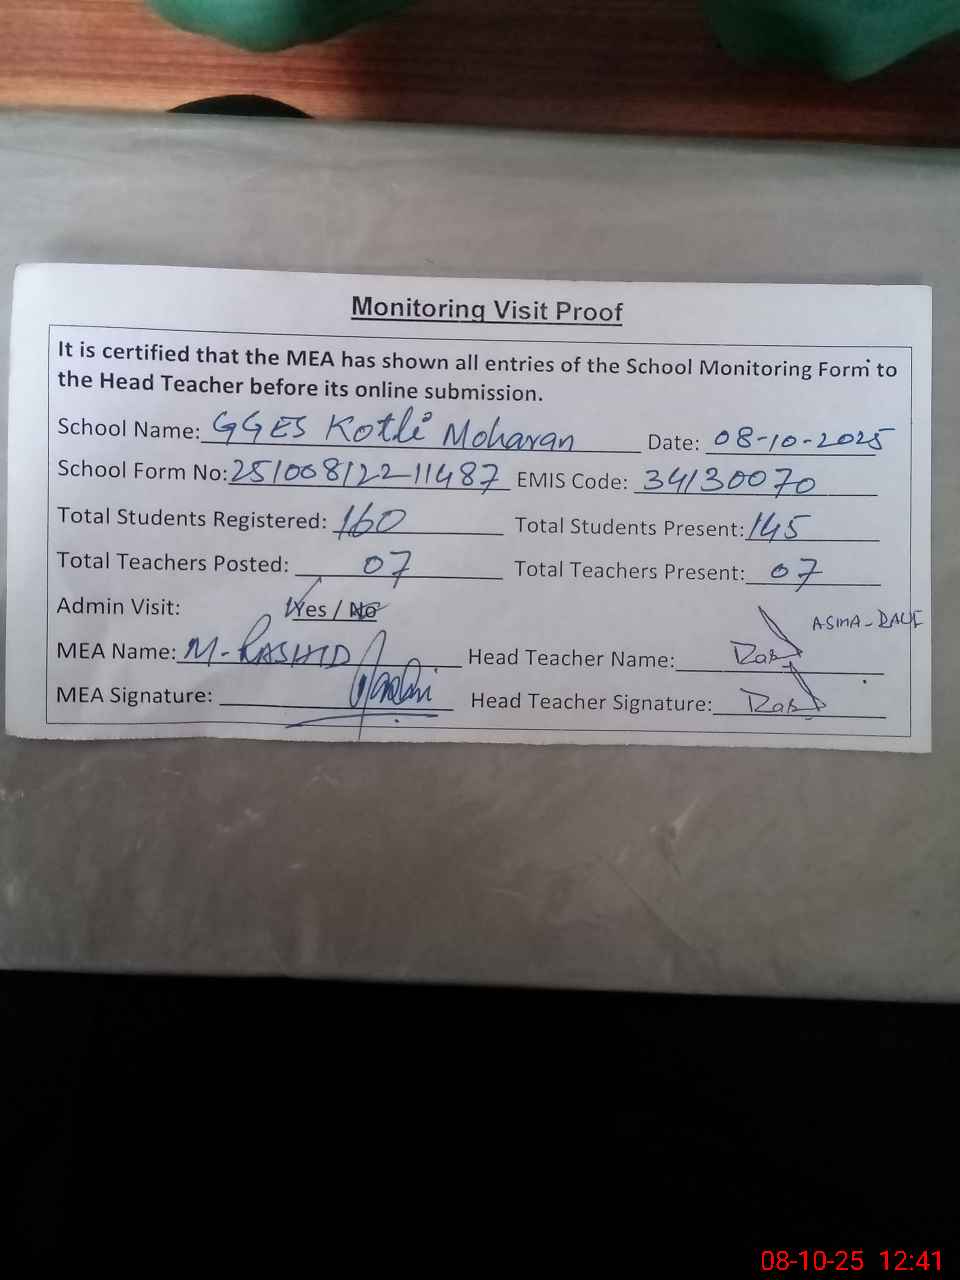 Monitoring Visit Proof
It is certified that the MEA has shown all entries of the School Monitoring Form to
the Head Teacher before its online submission.
School Name: GGES Kotli Moharan Date: 08-10-2025
School Form No: 251008122-11487 EMIS Code: 34130070
Total Students Registered: 160 Total Students Present: 145
Total Teachers Posted: 07 Total Teachers Present: 07
Admin Visit: Yes / No
ASMA-RAUF
MEA Name: M-RASHID Head Teacher Name:
MEA Signature: Head Teacher Signature:
08-10-25 12:41